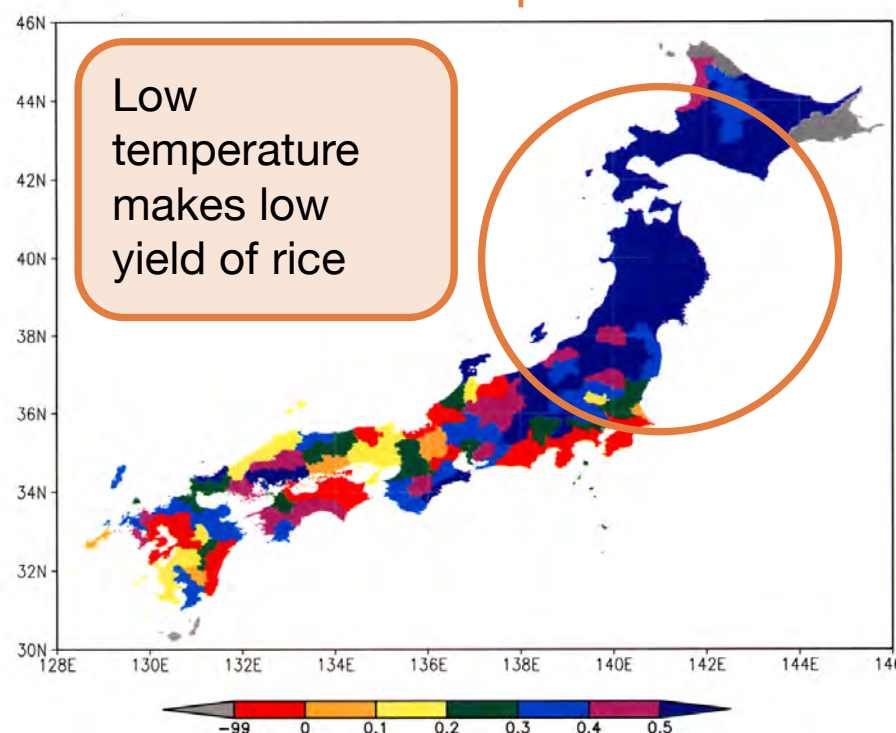 46N
Low
temperature
makes low
yield of rice
44N
42N
40N
38N
36N
34N
32N
30N
128E 130E 132E 134E 136E 138E 140E 142E 144E 14
-99 0 0.1 0.2 0.3 0.4 0.5